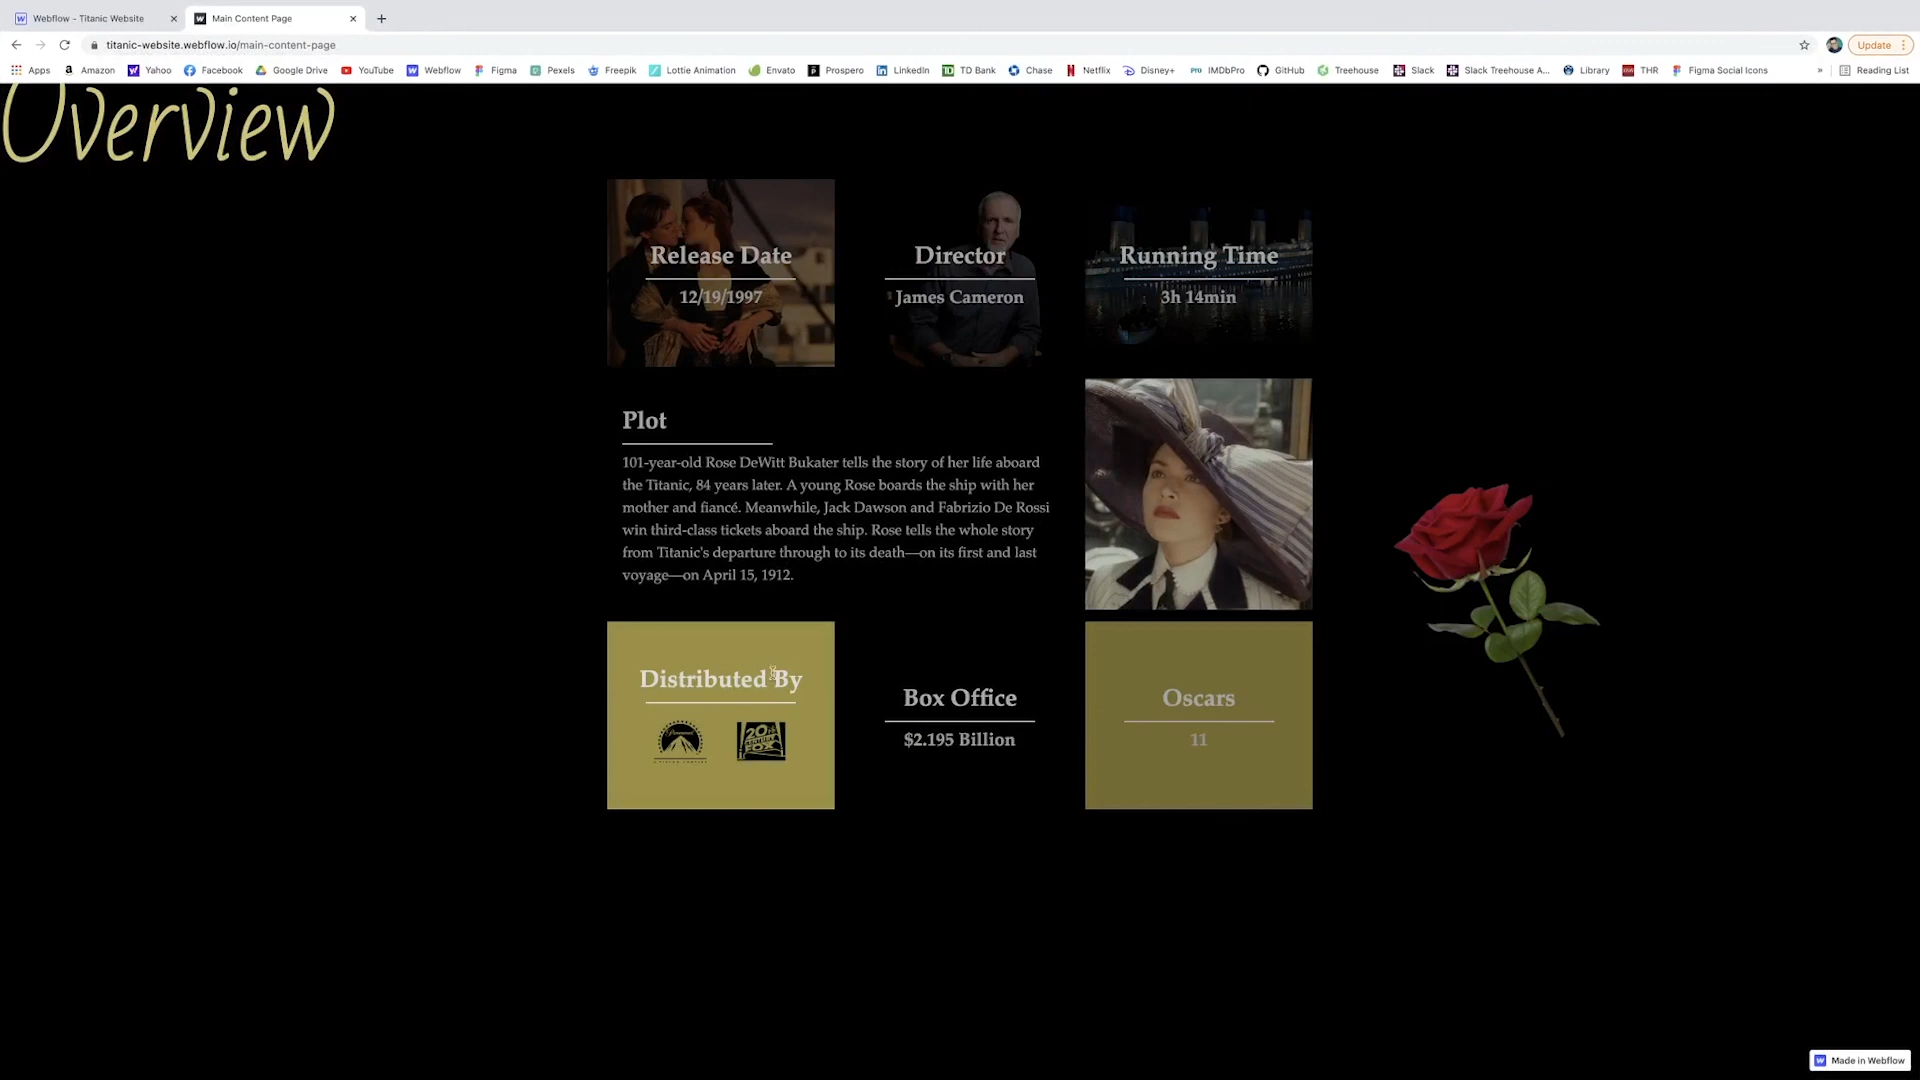 Webflow - Titanic Website
Main Content Page
titanic-website.webflow.io/main-content-page
Update
Apps
Amazon
Yahoo
Facebook
Google Drive
YouTube
Webflow
Figma
Pexels
Freepik
Lottie Animation
Envato
Prospero
LinkedIn
TD Bank
Chase
Netflix
Disney+
IMDbPro
GitHub
Treehouse
Slack
Slack Treehouse A...
Library
THR
Figma Social Icons
»
Reading List
Overview
Release Date
12/19/1997
Director
James Cameron
Running Time
3h 14min
Plot
101-year-old Rose DeWitt Bukater tells the story of her life aboard
the Titanic, 84 years later. A young Rose boards the ship with her
mother and fiancé. Meanwhile, Jack Dawson and Fabrizio De Rossi
win third-class tickets aboard the ship. Rose tells the whole story
from Titanic's departure through to its death—on its first and last
voyage—on April 15, 1912.
Distributed By
Paramount
20th
CENTURY
FOX
Box Office
$2.195 Billion
Oscars
11
Made in Webflow